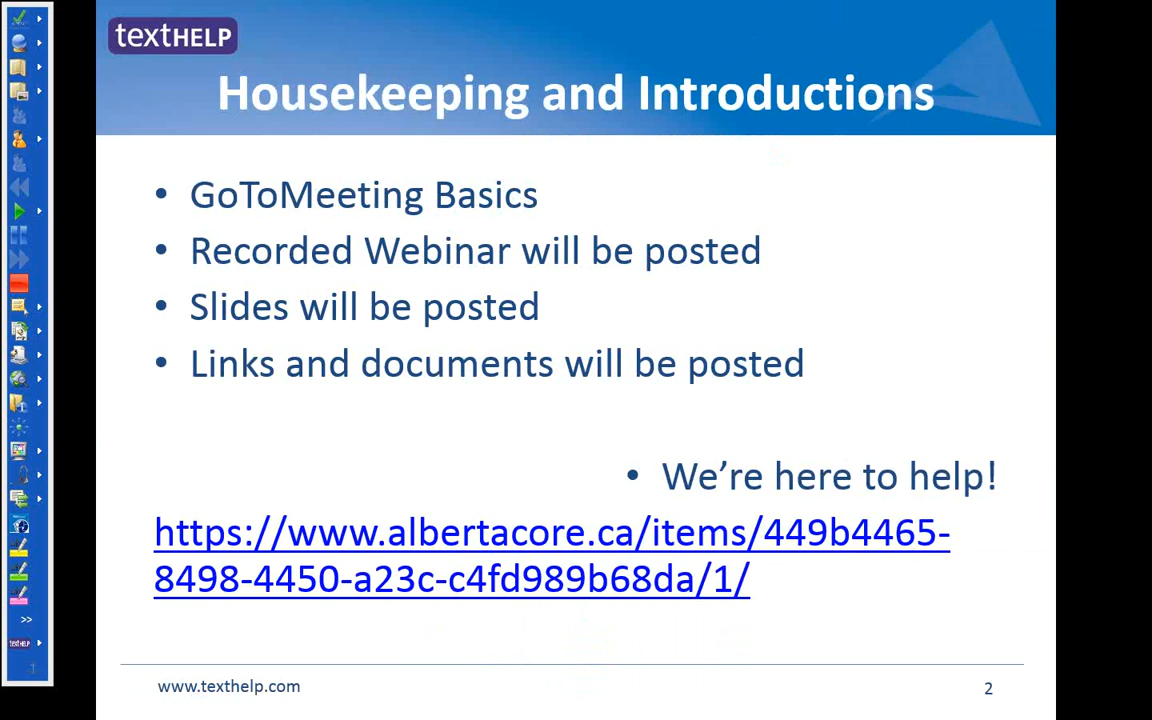 textHELP
Housekeeping and Introductions
• GoToMeeting Basics
• Recorded Webinar will be posted
• Slides will be posted
• Links and documents will be posted
• We’re here to help!
https://www.albertacore.ca/items/449b4465-
8498-4450-a23c-c4fd989b68da/1/
>>
textHELP
1
www.texthelp.com
2